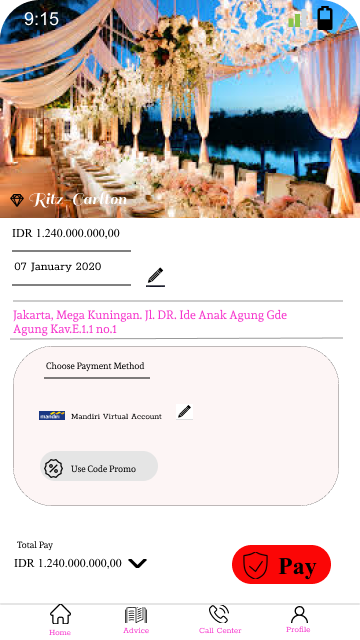 9:15
Ritz Carlton
IDR 1.240.000.000,00
07 January 2020
Jakarta, Mega Kuningan. Jl. DR. Ide Anak Agung Gde
Agung Kav.E.1.1 no.1
Choose Payment Method
mandiri Mandiri Virtual Account
Use Code Promo
Total Pay
IDR 1.240.000.000,00
Pay
Home Advice Call Center Profile